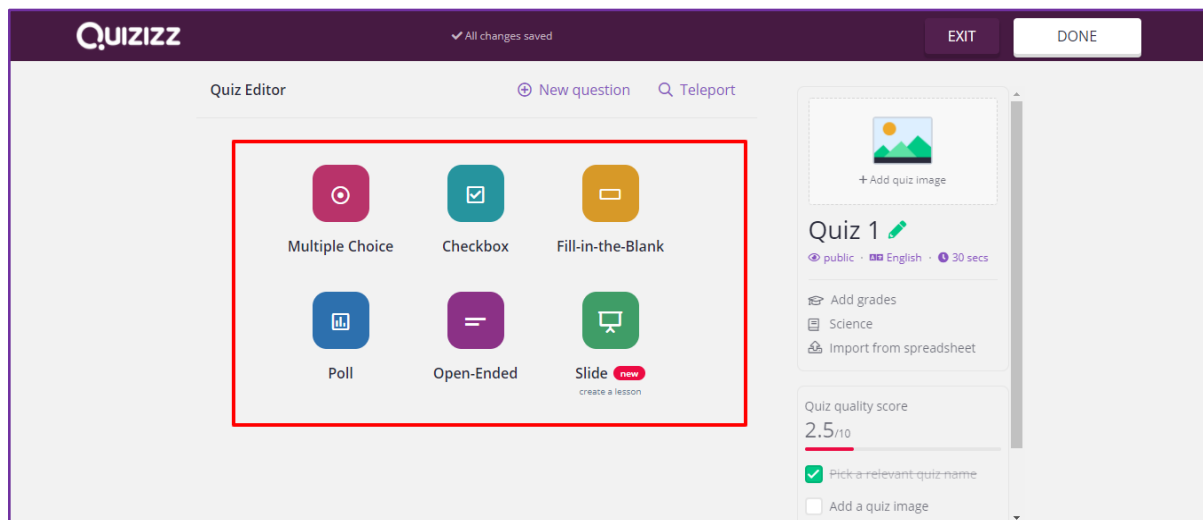 QUIZIZZ
All changes saved
EXIT
DONE
Quiz Editor
New question
Teleport
Multiple Choice
Checkbox
Fill-in-the-Blank
Poll
Open-Ended
Slide new
create a lesson
+ Add quiz image
Quiz 1
public · English · 30 secs
Add grades
Science
Import from spreadsheet
Quiz quality score
2.5/10
Pick a relevant quiz name
Add a quiz image